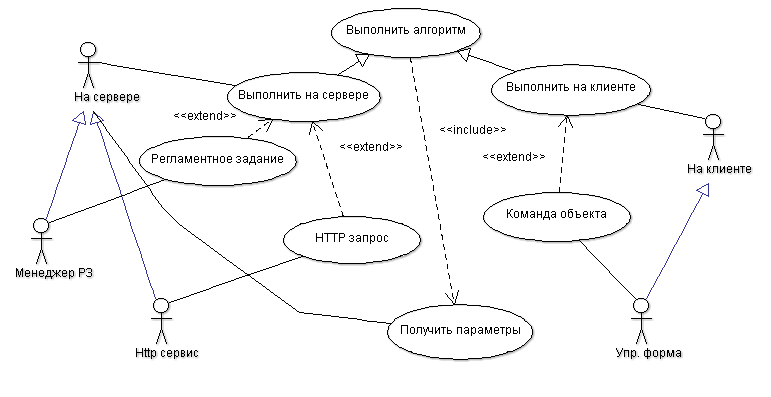 Выполнить алгоритм
На сервере
Выполнить на сервере
Выполнить на клиенте
<<extend>>
<<include>>
<<extend>>
<<extend>>
Регламентное задание
На клиенте
Команда объекта
HTTP запрос
Менеджер РЗ
Получить параметры
Http сервис
Упр. форма